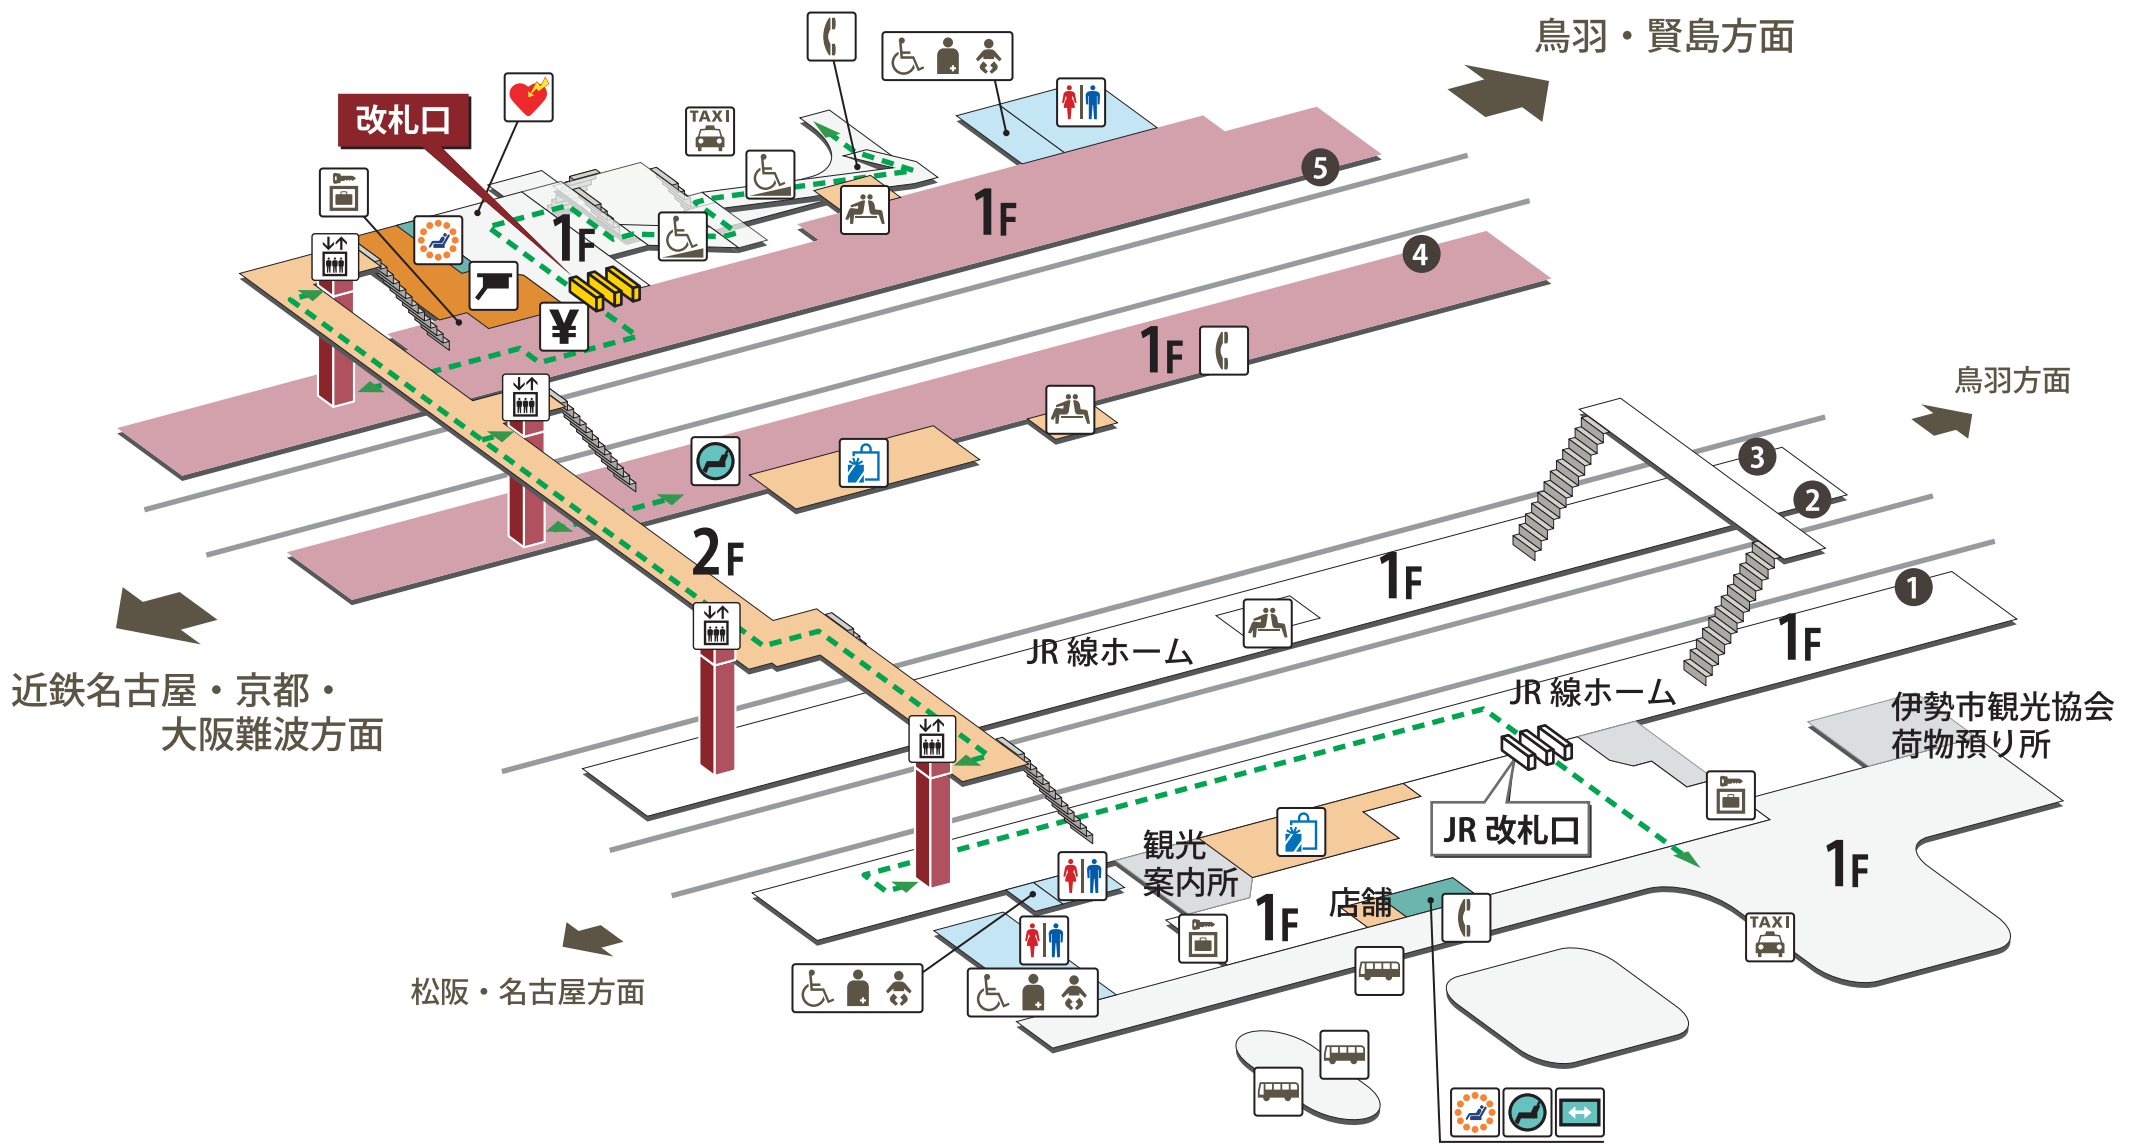 鳥羽・賢島方面
改札口
TAXI
5
1F
1F
4
¥
1F
鳥羽方面
3
2
2F
1F
1
1F
JR 線ホーム
近鉄名古屋・京都・
大阪難波方面
JR 線ホーム
伊勢市観光協会
荷物預り所
JR 改札口
観光
案内所
1F
店舗
1F
TAXI
松阪・名古屋方面